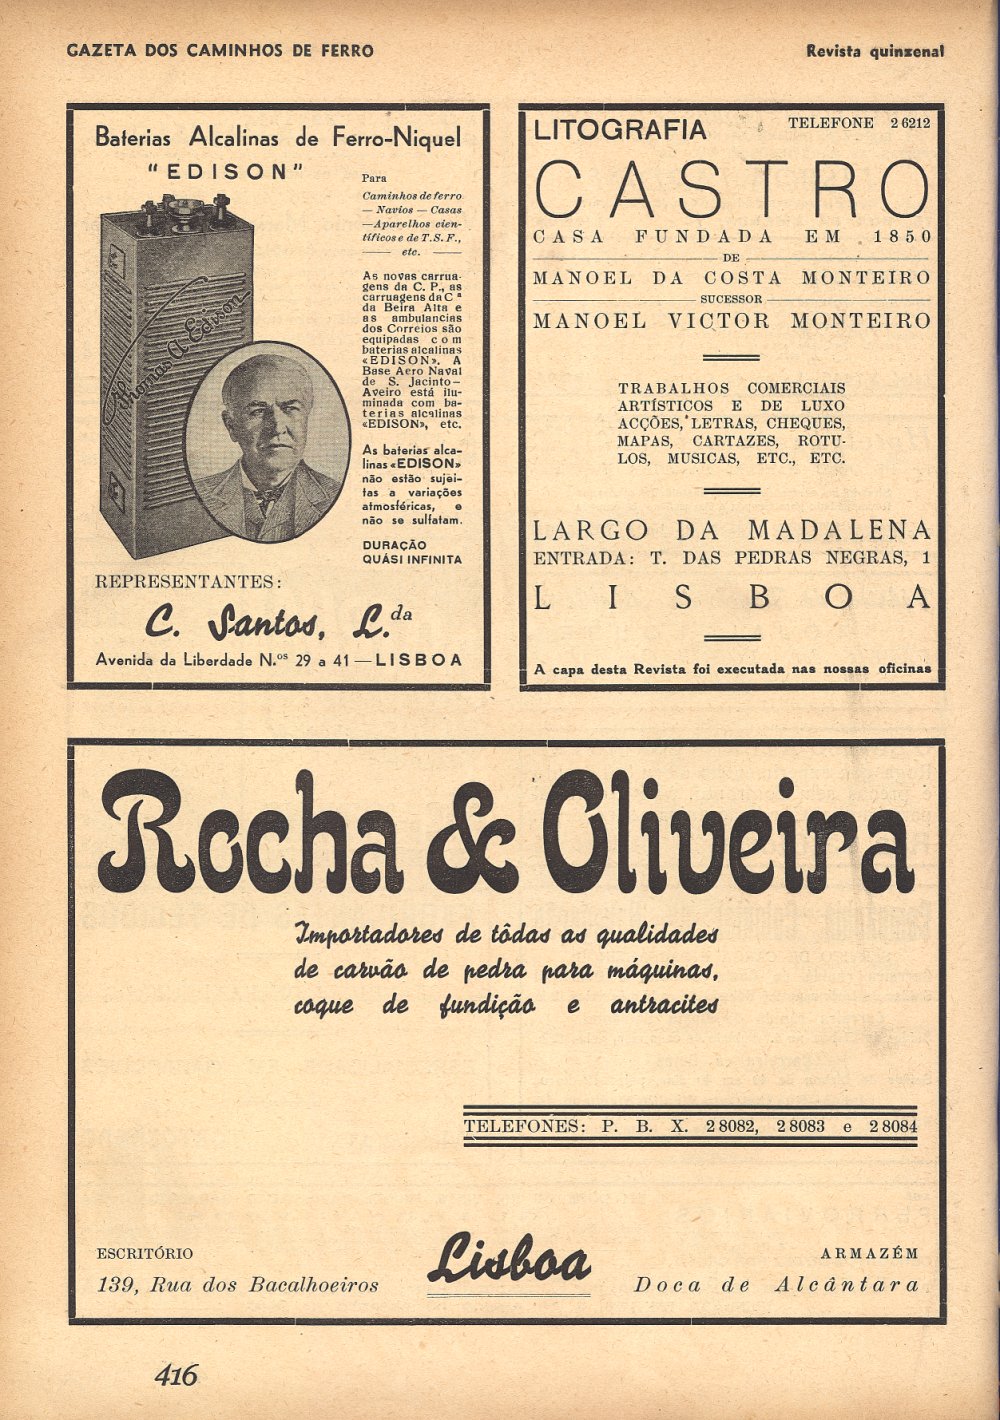 GAZETA DOS CAMINHOS DE FERRO
Revista quinzenal
Baterias Alcalinas de Ferro-Niquel
"EDISON"
Para
Caminhos de ferro
— Navios — Casas
—Aparelhos cien-
tíficos e de T. S. F.,
etc.
As novas carrua-
gens da C. P., as
carruagens da Cª
da Beira Alta e
as ambulancias
dos Correios são
equipadas com
baterias alcalinas
«EDISON». A
Base Aero Naval
de S. Jacinto—
Aveiro está ilu-
minada com ba-
terias alcalinas
«EDISON», etc.
As baterias alca-
linas «EDISON»
não estão sujei-
tas a variações
atmosféricas, e
não se sulfatam.
DURAÇÃO
QUÁSI INFINITA
Thomas A Edison
REPRESENTANTES:
C. Santos, L.da
Avenida da Liberdade N.os 29 a 41 — LISBOA
LITOGRAFIA
TELEFONE 2 6212
CASTRO
CASA FUNDADA EM 1850
DE
MANOEL DA COSTA MONTEIRO
SUCESSOR
MANOEL VICTOR MONTEIRO
TRABALHOS COMERCIAIS
ARTÍSTICOS E DE LUXO
ACÇÕES, LETRAS, CHEQUES,
MAPAS, CARTAZES, ROTU-
LOS, MUSICAS, ETC., ETC.
LARGO DA MADALENA
ENTRADA: T. DAS PEDRAS NEGRAS, 1
LISBOA
A capa desta Revista foi executada nas nossas oficinas
Rocha & Oliveira
Importadores de tôdas as qualidades
de carvão de pedra para máquinas,
coque de fundição e antracites
TELEFONES: P. B. X. 2 8082, 2 8083 e 2 8084
ESCRITÓRIO
139, Rua dos Bacalhoeiros
Lisboa
ARMAZÉM
Doca de Alcântara
416